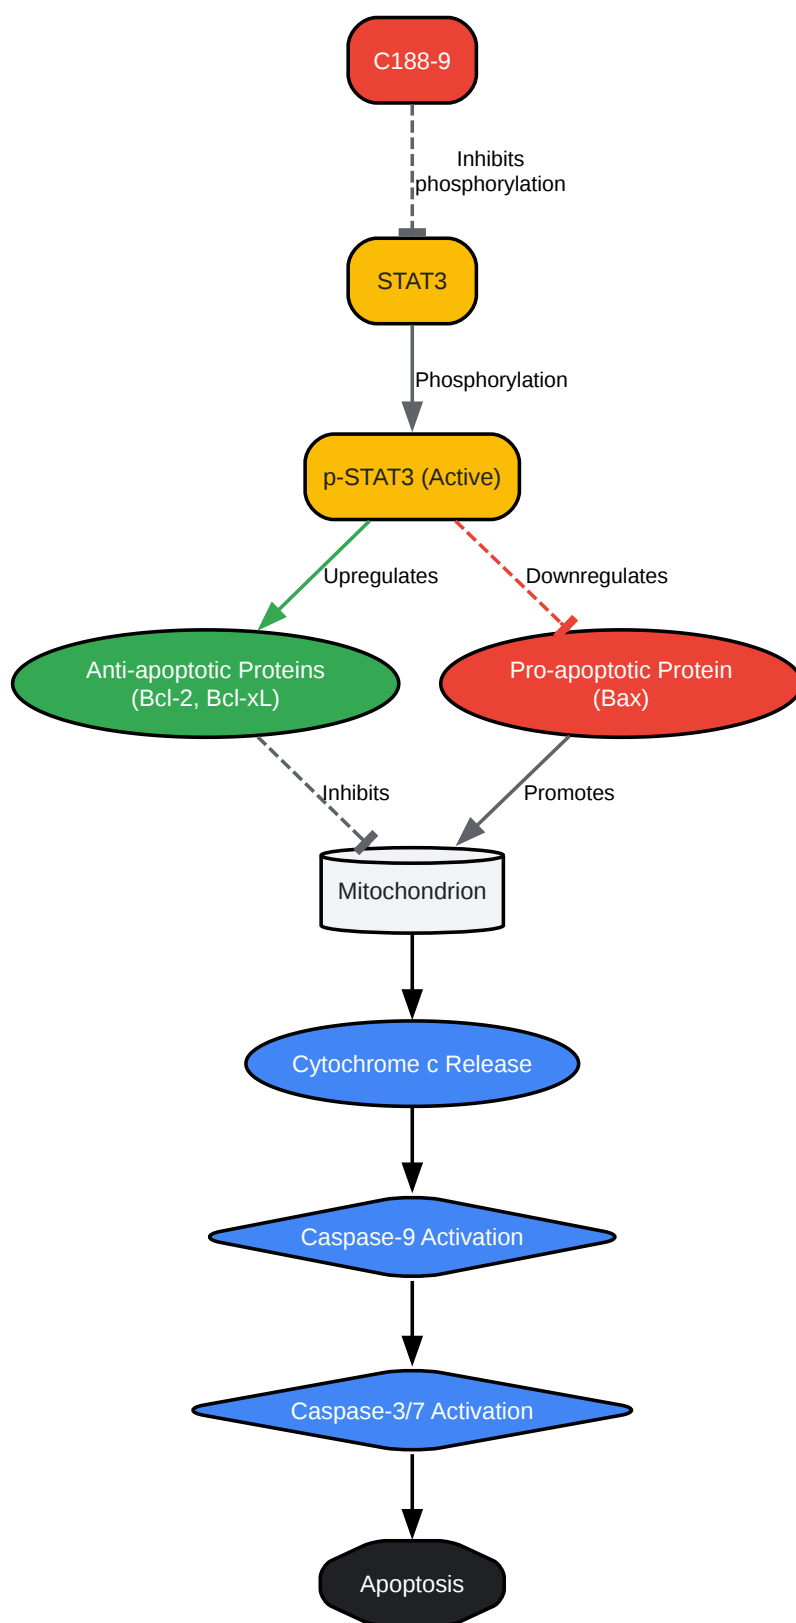 C188-9
Inhibits
phosphorylation
STAT3
Phosphorylation
p-STAT3 (Active)
Upregulates
Downregulates
Anti-apoptotic Proteins
(Bcl-2, Bcl-xL)
Pro-apoptotic Protein
(Bax)
Inhibits
Promotes
Mitochondrion
Cytochrome c Release
Caspase-9 Activation
Caspase-3/7 Activation
Apoptosis